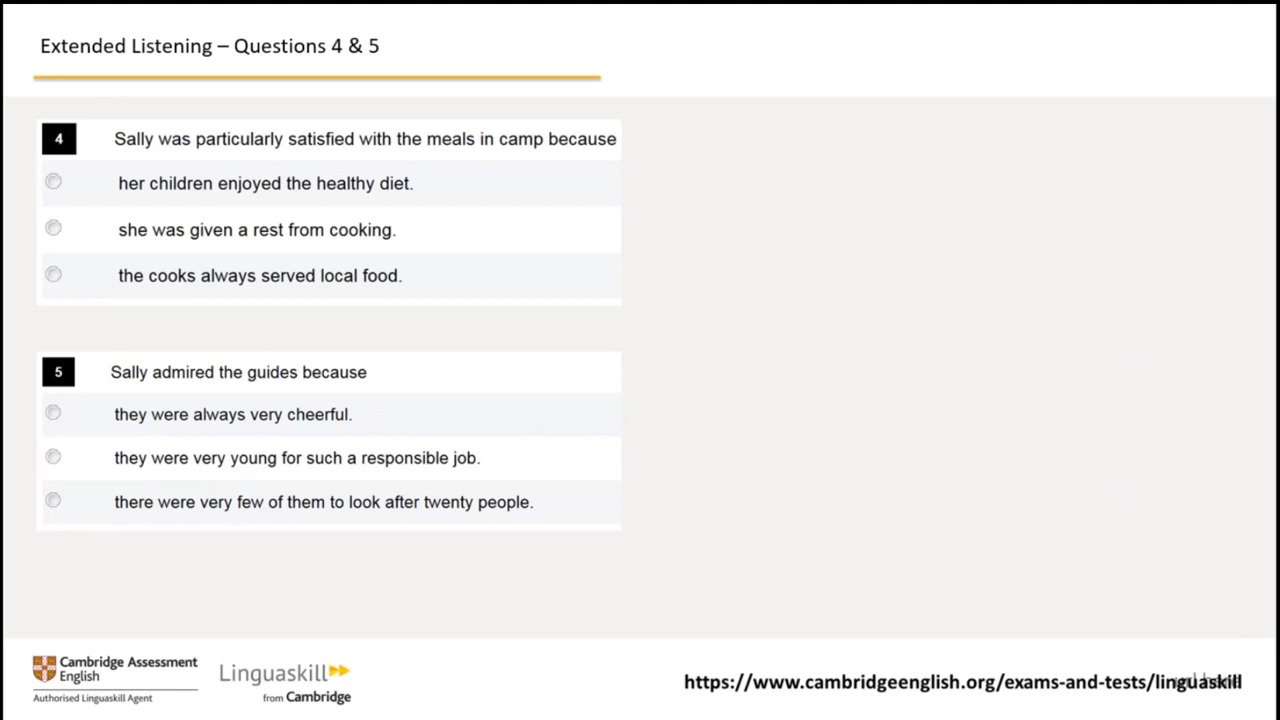 Extended Listening – Questions 4 & 5
4 Sally was particularly satisfied with the meals in camp because
her children enjoyed the healthy diet.
she was given a rest from cooking.
the cooks always served local food.
5 Sally admired the guides because
they were always very cheerful.
they were very young for such a responsible job.
there were very few of them to look after twenty people.
Cambridge Assessment
English
Authorised Linguaskill Agent
Linguaskill
from Cambridge
https://www.cambridgeenglish.org/exams-and-tests/linguaskill